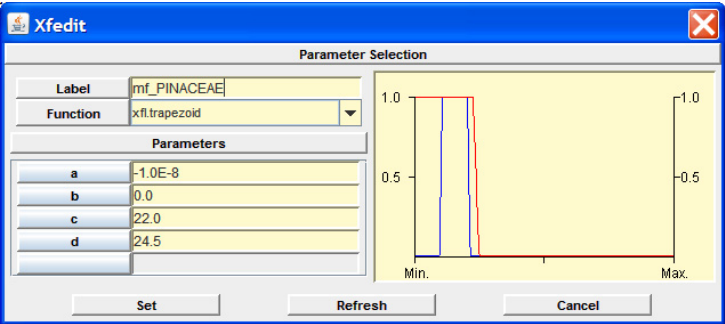 Xfedit
Parameter Selection
Label mf_PINACEAE
Function xfl.trapezoid
Parameters
a -1.0E-8
b 0.0
c 22.0
d 24.5
1.0 1.0
0.5 0.5
Min. Max.
Set Refresh Cancel